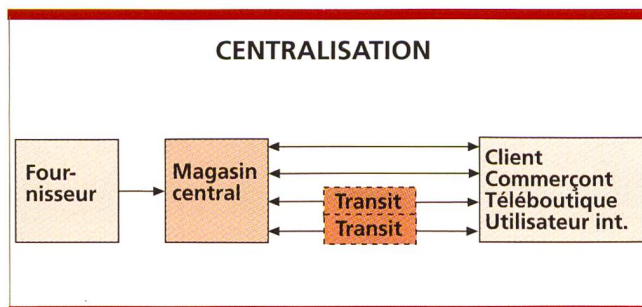 CENTRALISATION
Four-
nisseur
Magasin
central
Transit
Transit
Client
Commerçont
Téléboutique
Utilisateur int.